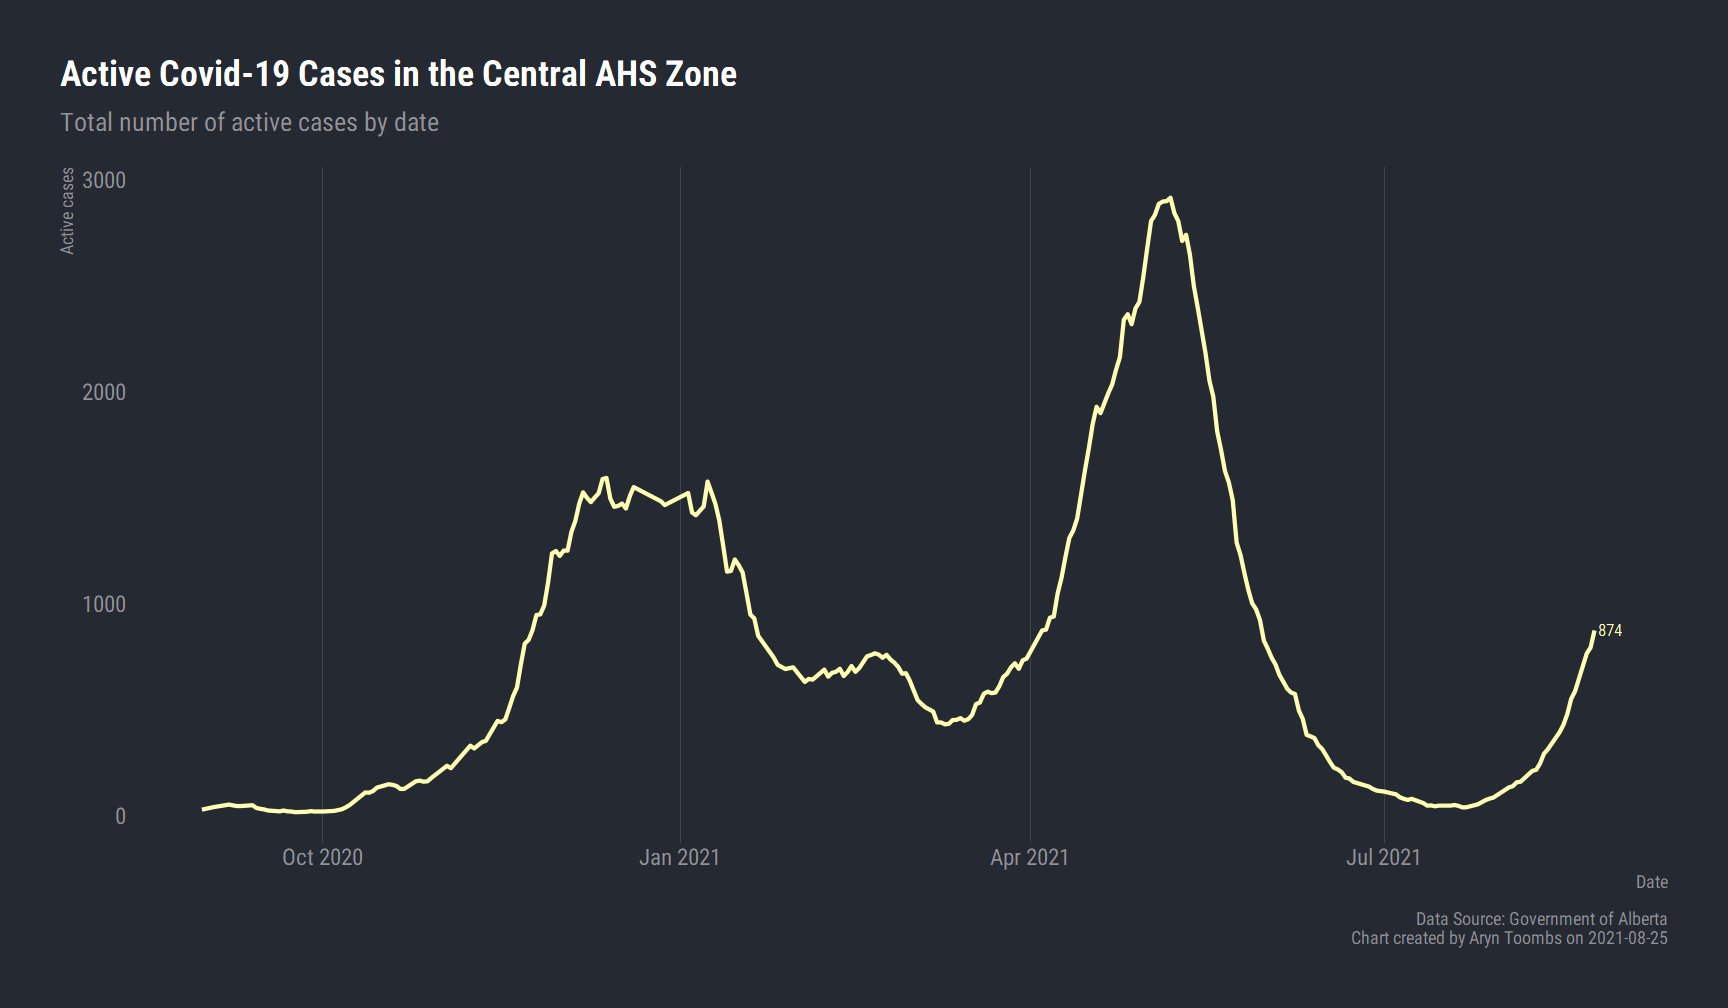 Active Covid-19 Cases in the Central AHS Zone
Total number of active cases by date
Active cases
3000
2000
1000
0
874
Oct 2020
Jan 2021
Apr 2021
Jul 2021
Date
Data Source: Government of Alberta
Chart created by Aryn Toombs on 2021-08-25